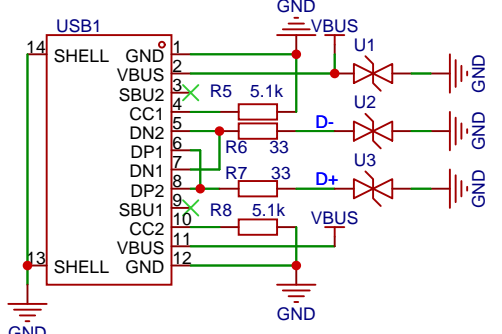 GND
USB1
VBUS
U1
14
SHELL
GND
1
VBUS
2
GND
SBU2
3
R5
5.1k
U2
CC1
4
D-
DN2
5
GND
DP1
6
R6
33
U3
DN1
7
R7
33
D+
DP2
8
GND
SBU1
9
R8
5.1k
CC2
10
VBUS
VBUS
11
13
SHELL
GND
12
GND
GND